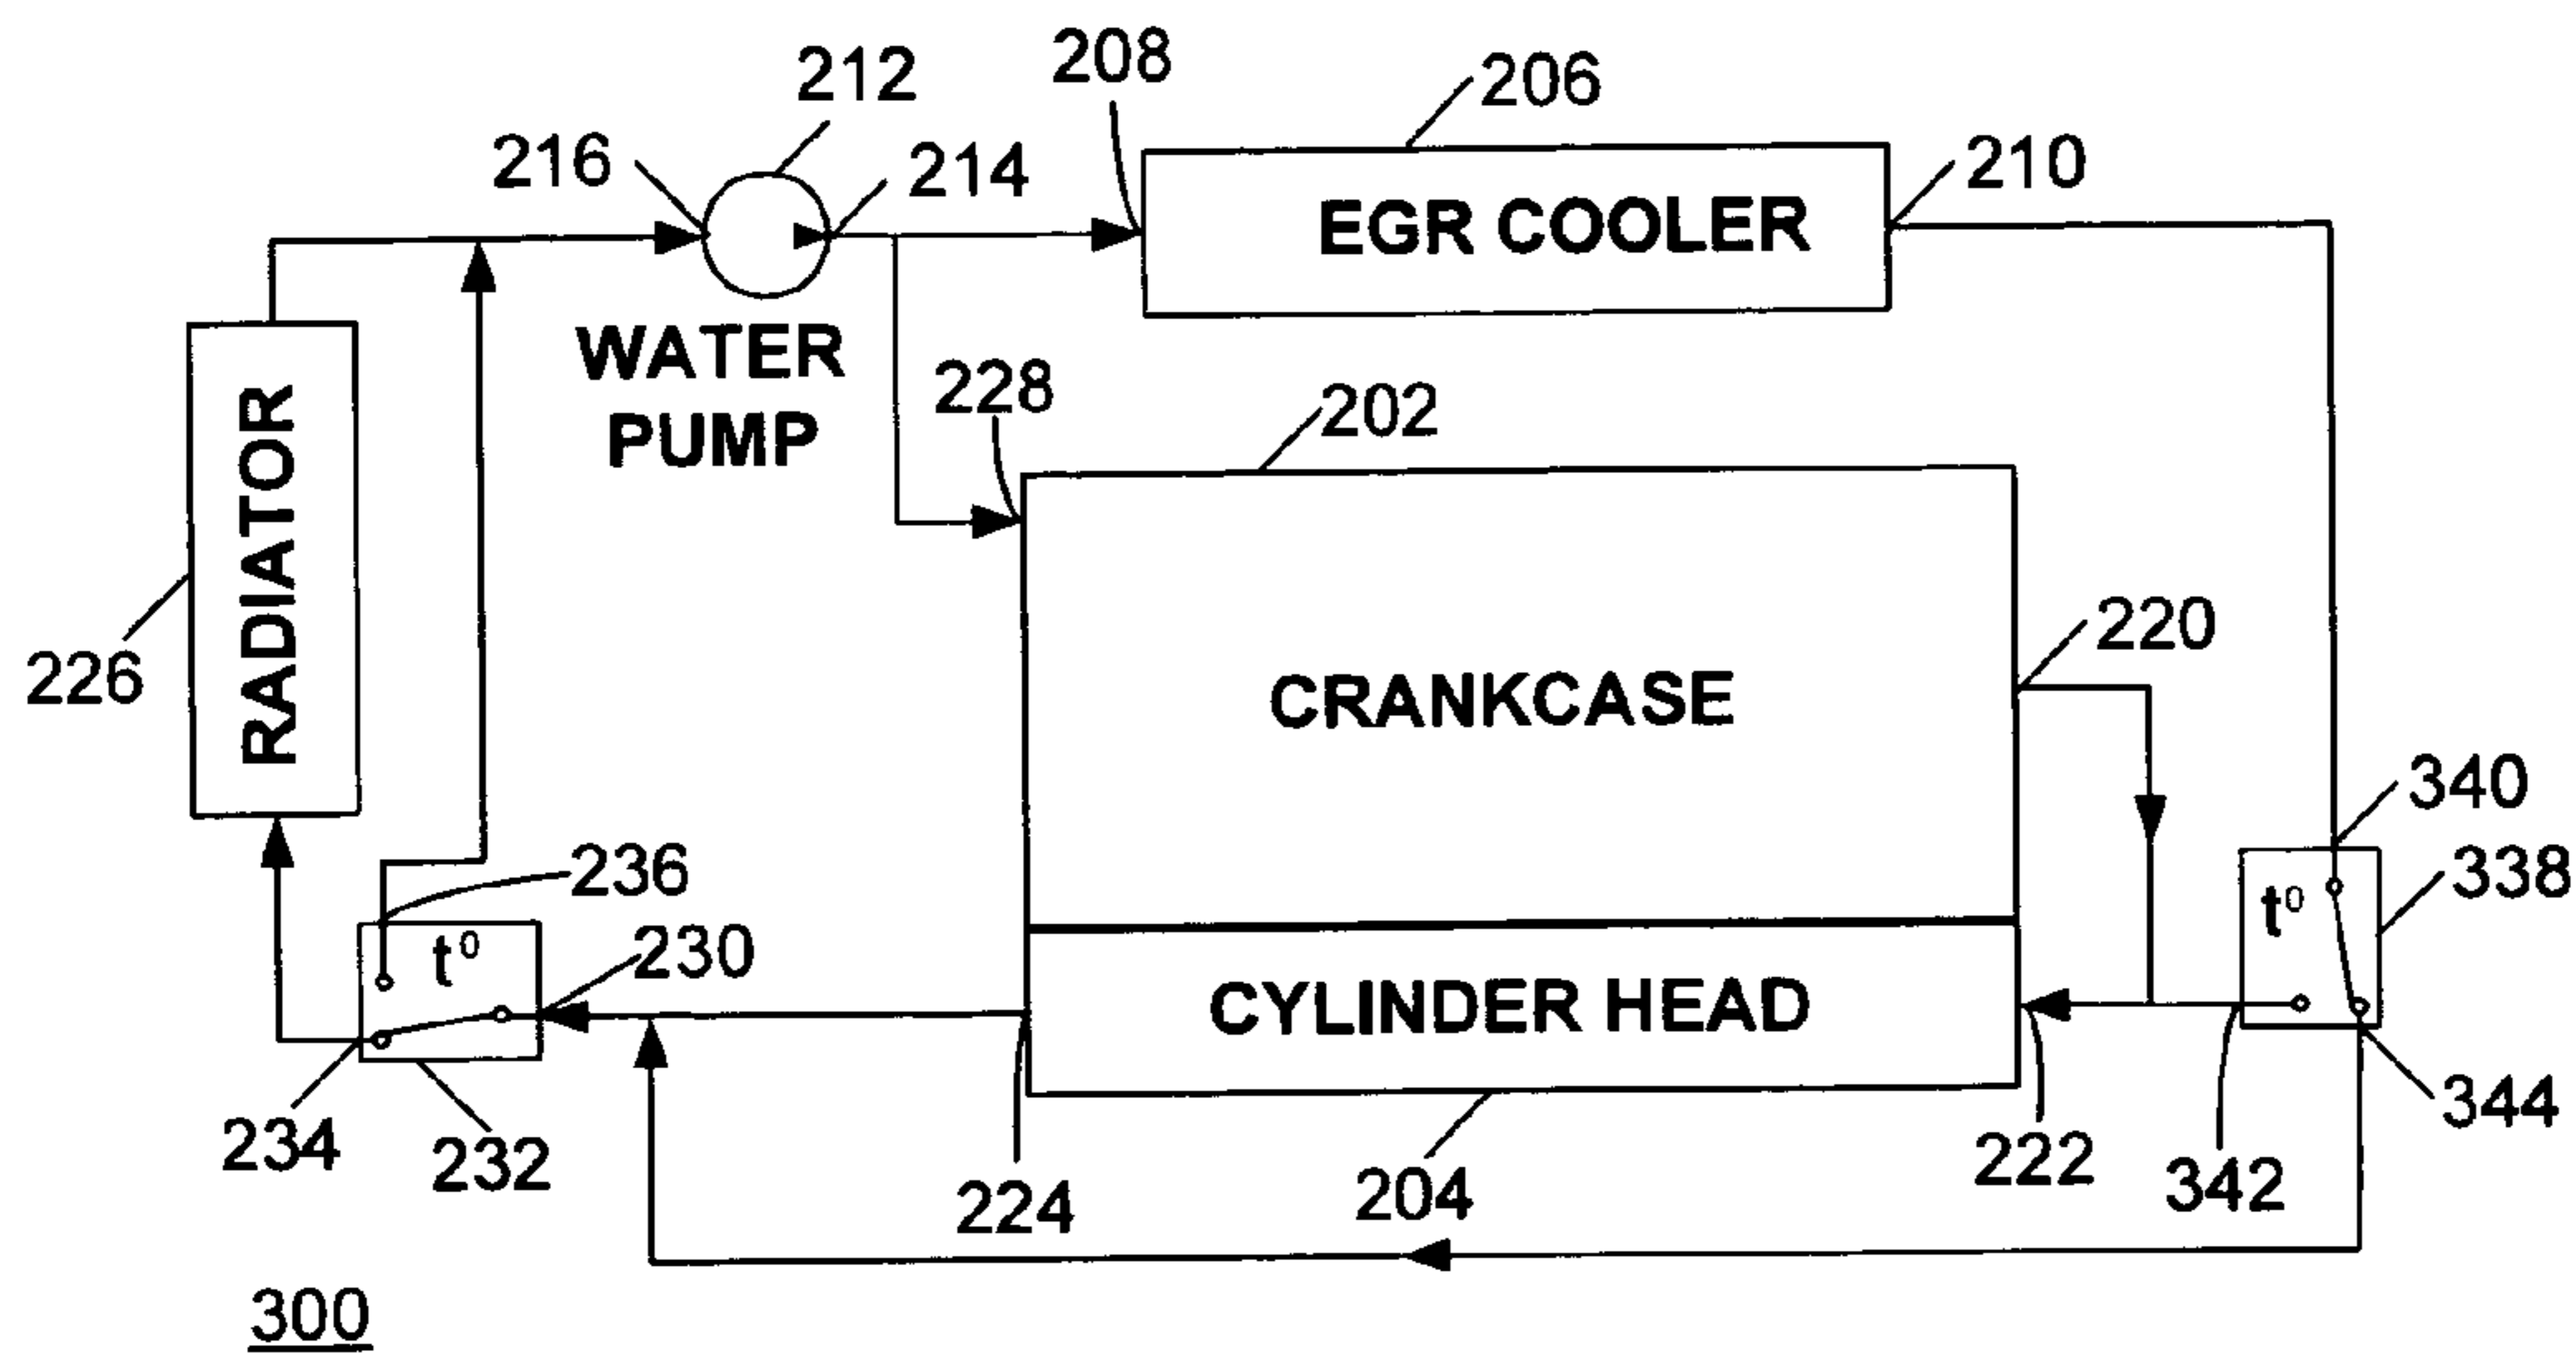 212
208
206
216
214
210
EGR COOLER
WATER
PUMP
228
202
RADIATOR
226
220
CRANKCASE
340
338
236
t⁰
230
t⁰
CYLINDER HEAD
234
232
224
204
222
342
344
300